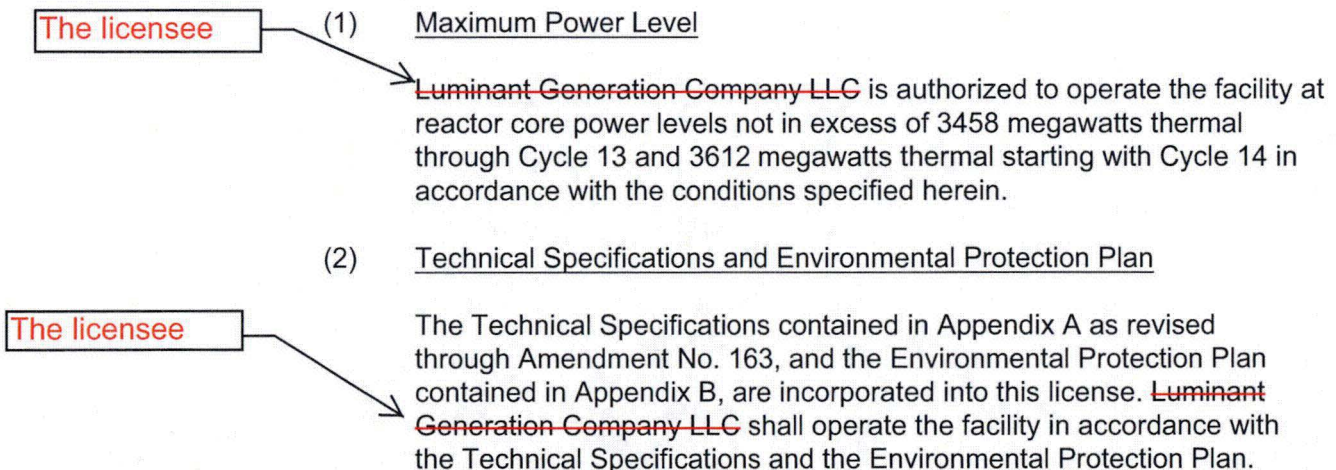 The licensee
(1) Maximum Power Level
Luminant Generation Company LLC is authorized to operate the facility at
reactor core power levels not in excess of 3458 megawatts thermal
through Cycle 13 and 3612 megawatts thermal starting with Cycle 14 in
accordance with the conditions specified herein.
(2) Technical Specifications and Environmental Protection Plan
The licensee
The Technical Specifications contained in Appendix A as revised
through Amendment No. 163, and the Environmental Protection Plan
contained in Appendix B, are incorporated into this license. Luminant
Generation Company LLC shall operate the facility in accordance with
the Technical Specifications and the Environmental Protection Plan.